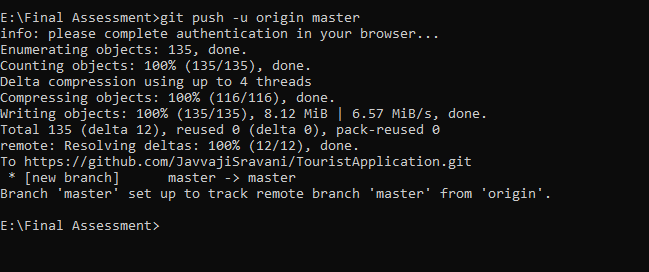 E:\Final Assessment>git push -u origin master
info: please complete authentication in your browser...
Enumerating objects: 135, done.
Counting objects: 100% (135/135), done.
Delta compression using up to 4 threads
Compressing objects: 100% (116/116), done.
Writing objects: 100% (135/135), 8.12 MiB | 6.57 MiB/s, done.
Total 135 (delta 12), reused 0 (delta 0), pack-reused 0
remote: Resolving deltas: 100% (12/12), done.
To https://github.com/JavvajiSravani/TouristApplication.git
 * [new branch]      master -> master
Branch 'master' set up to track remote branch 'master' from 'origin'.
E:\Final Assessment>